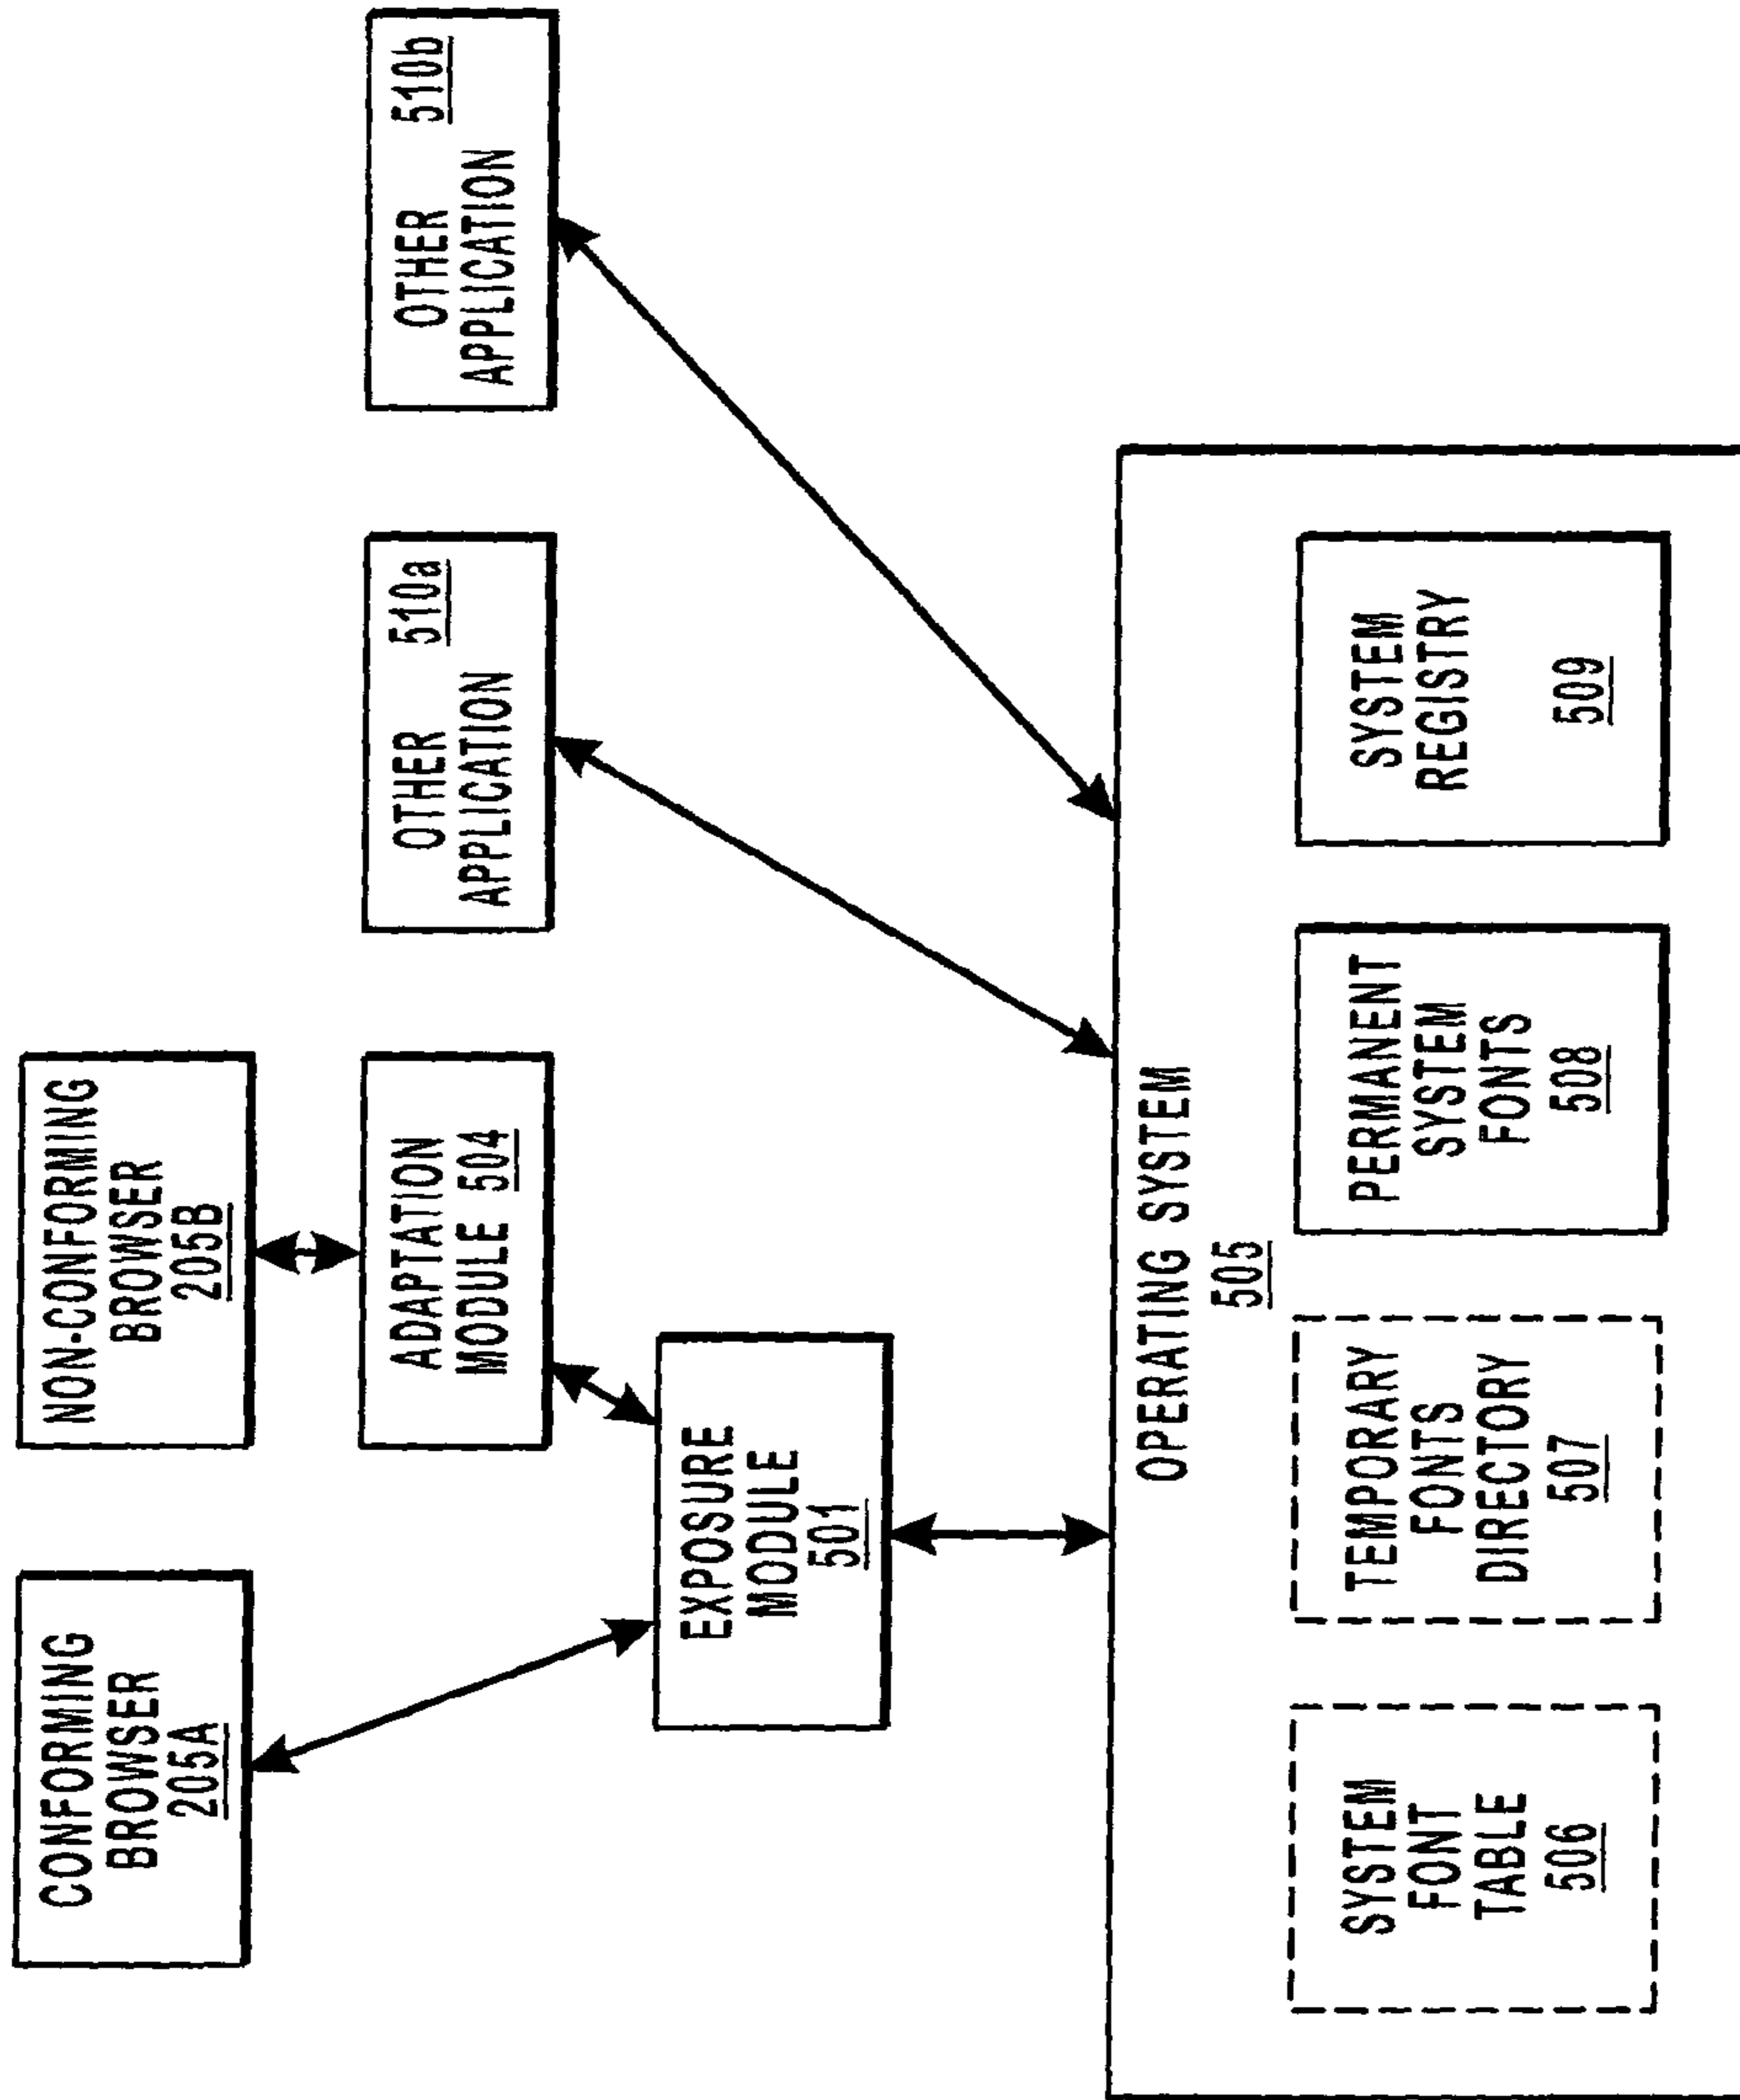 CONFORMING
BROWSER
205A
NON-CONFORMING
BROWSER
205B
ADAPTATION
MODULE 504
OTHER 510a
APPLICATION
OTHER 510b
APPLICATION
EXPOSURE
MODULE
501
OPERATING SYSTEM
505
SYSTEM
FONT
TABLE
506
TEMPORARY
FONTS
DIRECTORY
507
PERMANENT
SYSTEM
FONTS
508
SYSTEM
REGISTRY
509